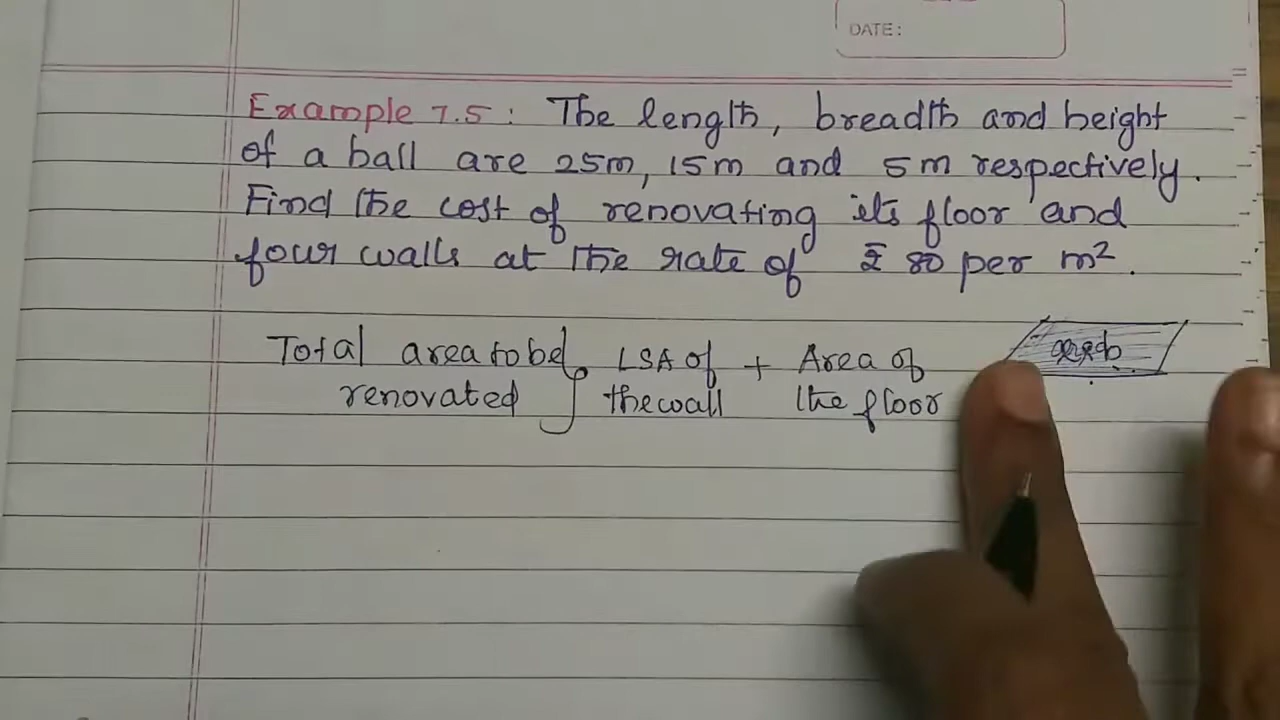 DATE:
Example 7.5: The length, breadth and height
of a ball are 25m, 15m and 5m respectively.
Find the cost of renovating its floor and
four walls at the rate of ₹ 80 per m².
Total area to be renovated } LSA of the wall + Area of the floor